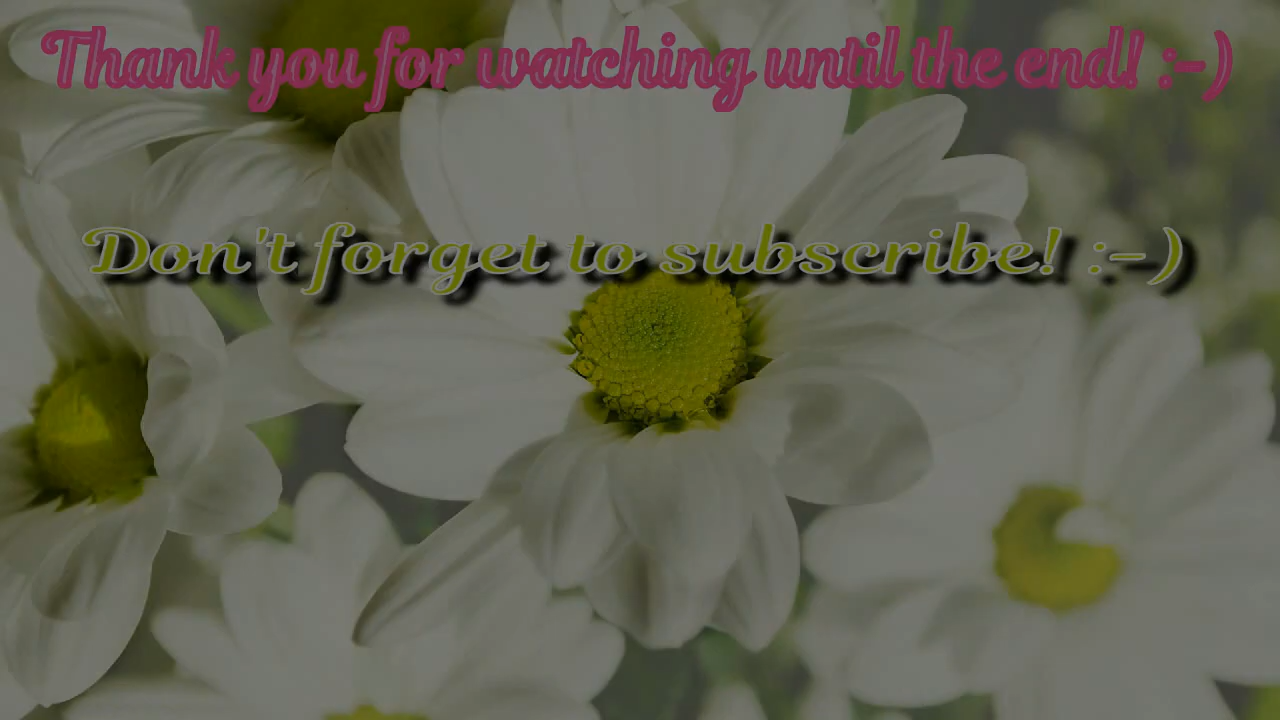 Thank you for watching until the end! :-)
Don't forget to subscribe! :-)